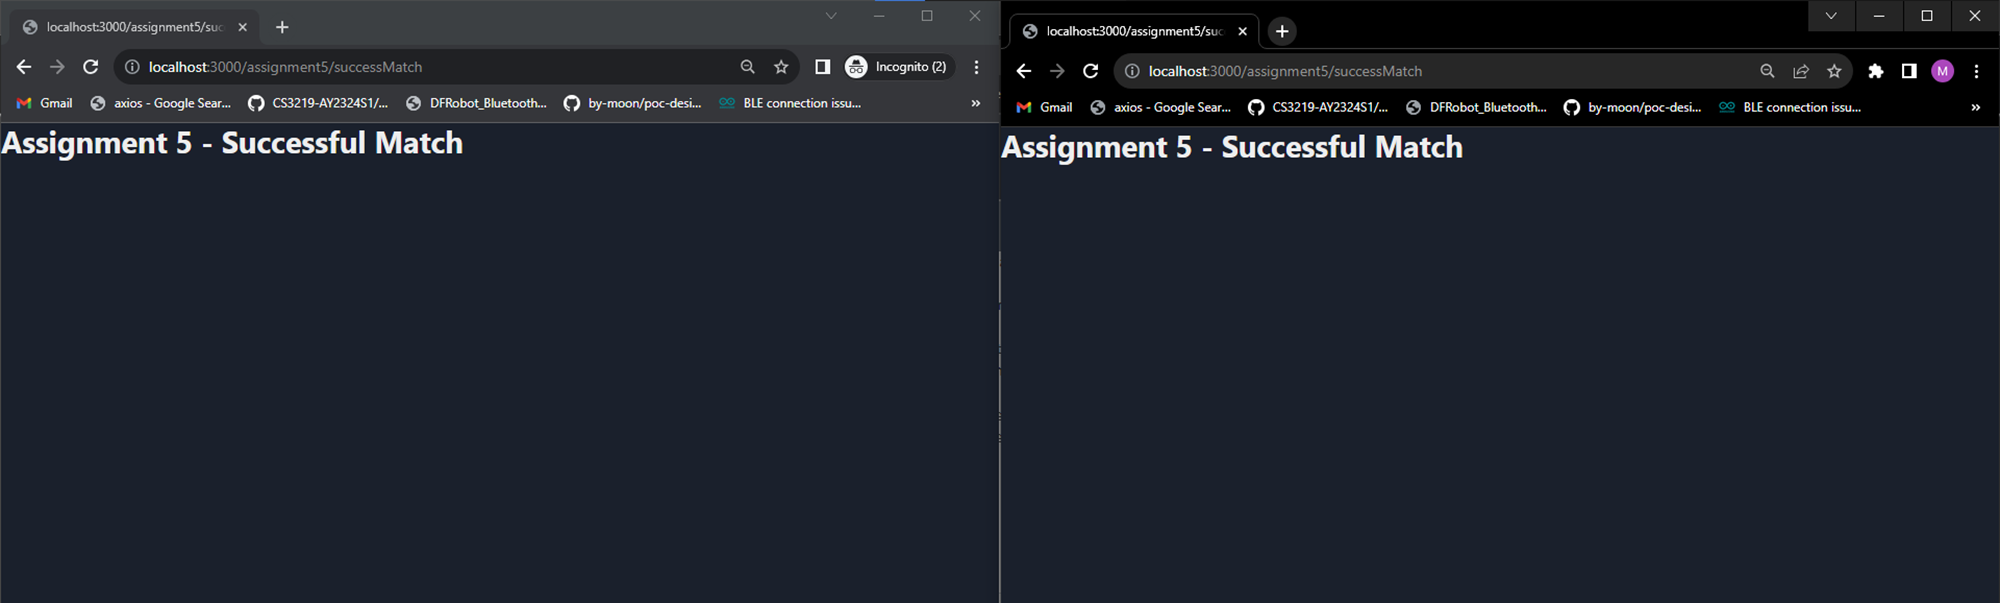 localhost:3000/assignment5/suc
localhost:3000/assignment5/successMatch
Incognito (2)
Gmail
axios - Google Sear...
CS3219-AY2324S1/...
DFRobot_Bluetooth...
by-moon/poc-desi...
BLE connection issu...
»
Assignment 5 - Successful Match
localhost:3000/assignment5/suc
localhost:3000/assignment5/successMatch
M
Gmail
axios - Google Sear...
CS3219-AY2324S1/...
DFRobot_Bluetooth...
by-moon/poc-desi...
BLE connection issu...
»
Assignment 5 - Successful Match